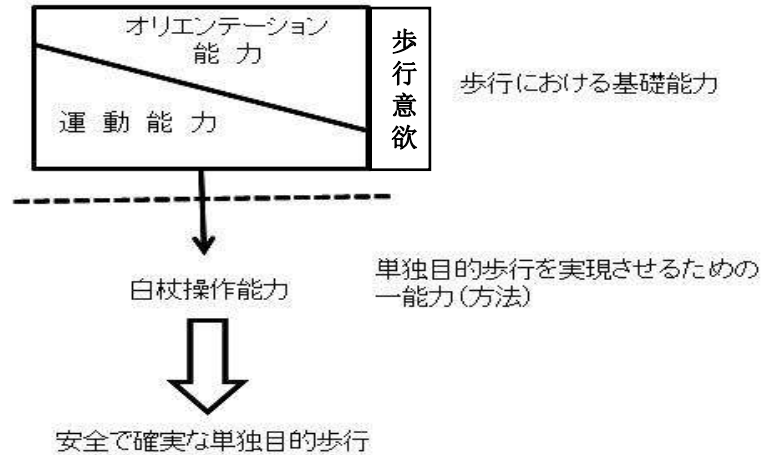 オリエンテーション
能 力
歩行意欲
歩行における基礎能力
運 動 能 力
白杖操作能力
単独目的歩行を実現させるための
一能力(方法)
安全で確実な単独目的歩行